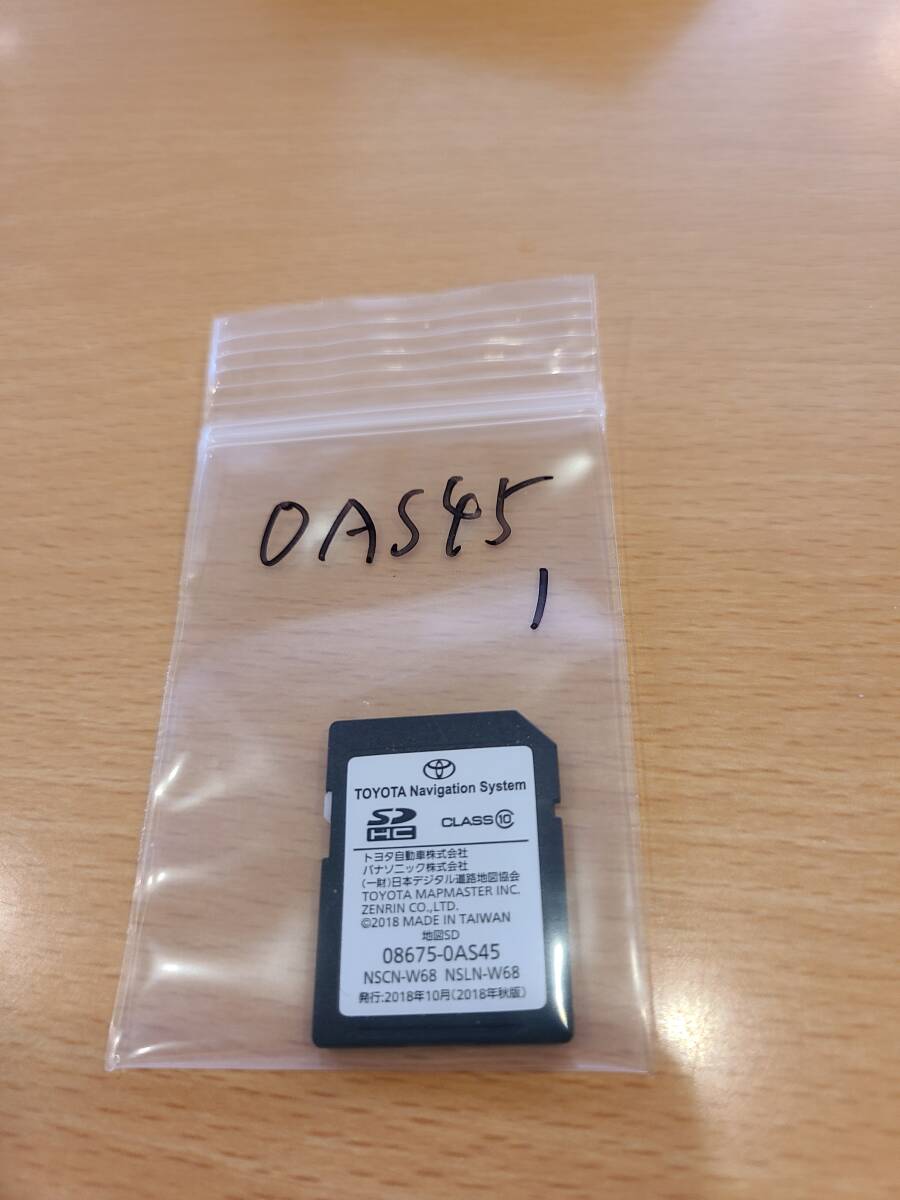 0AS45
1
TOYOTA Navigation System
SD HC CLASS 10
トヨタ自動車株式会社
パナソニック株式会社
(一財)日本デジタル道路地図協会
TOYOTA MAPMASTER INC.
ZENRIN CO.,LTD.
©2018 MADE IN TAIWAN
地図SD
08675-0AS45
NSCN-W68 NSLN-W68
発行:2018年10月(2018年秋版)